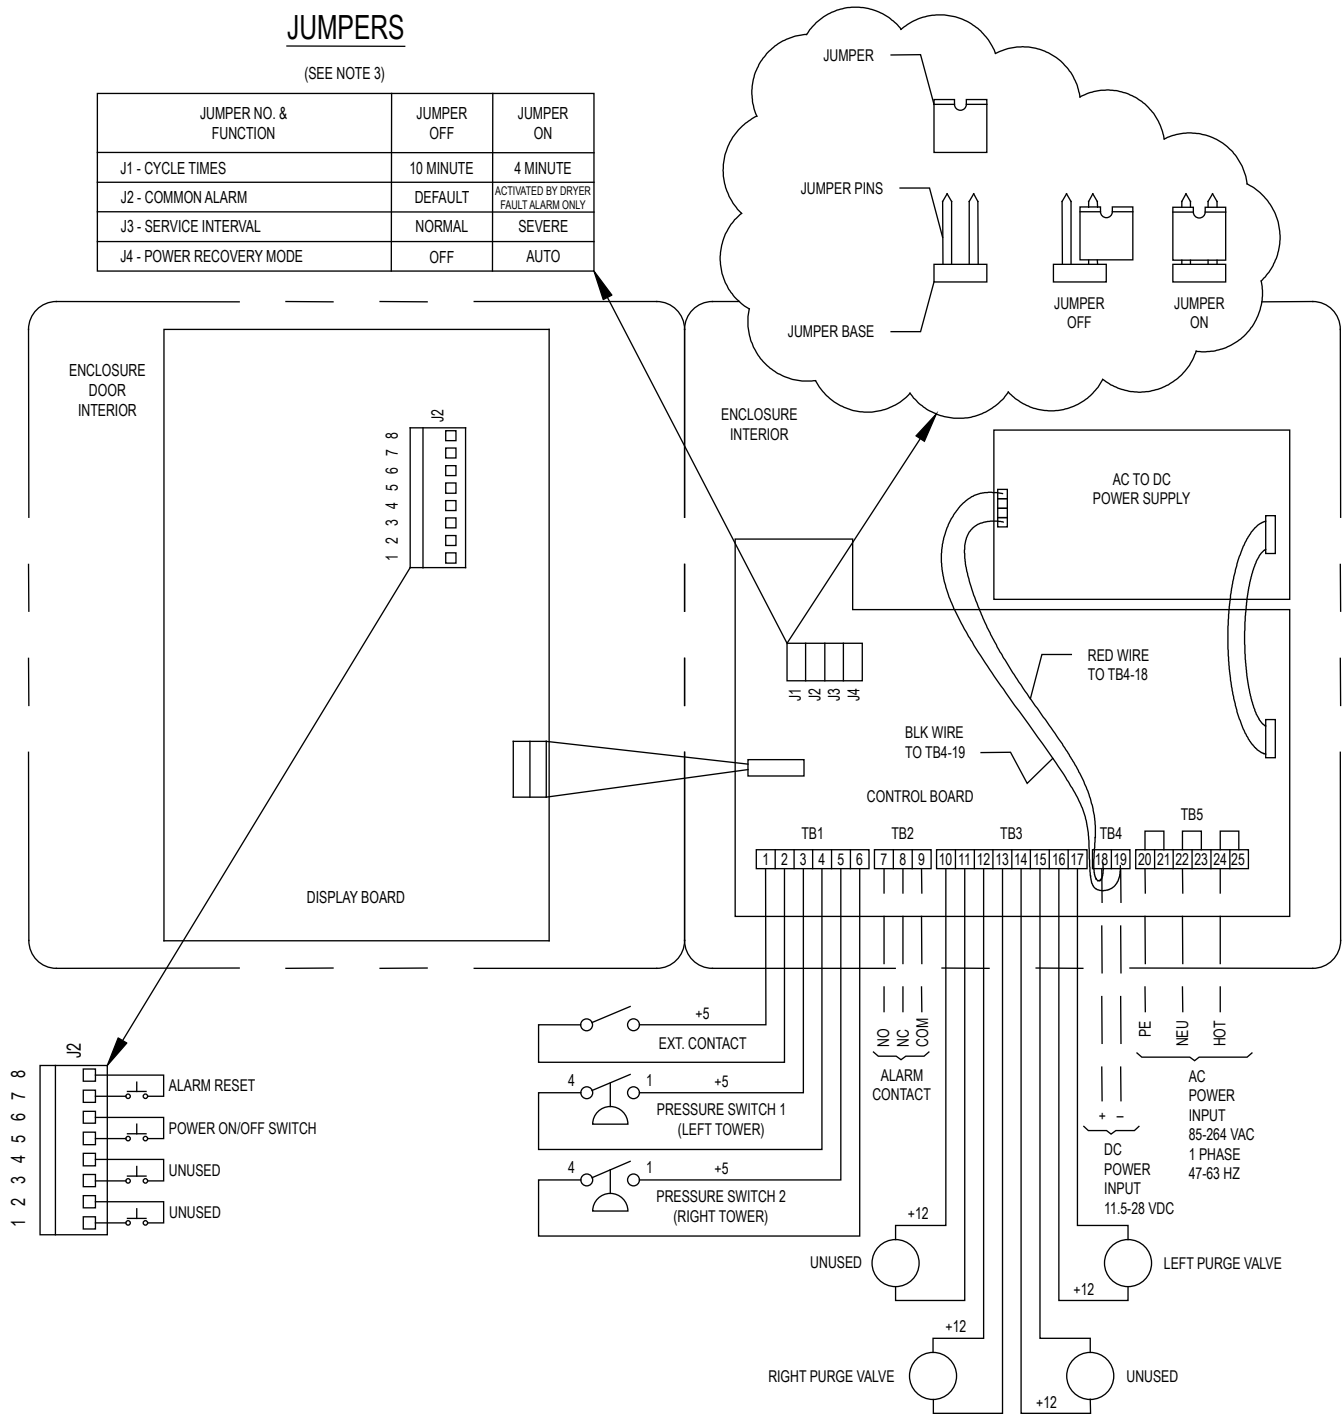 JUMPERS
(SEE NOTE 3)
JUMPER NO. &
FUNCTION
JUMPER
OFF
JUMPER
ON
J1 - CYCLE TIMES
10 MINUTE
4 MINUTE
J2 - COMMON ALARM
DEFAULT
ACTIVATED BY DRYER
FAULT ALARM ONLY
J3 - SERVICE INTERVAL
NORMAL
SEVERE
J4 - POWER RECOVERY MODE
OFF
AUTO
JUMPER
JUMPER PINS
JUMPER BASE
JUMPER
OFF
JUMPER
ON
ENCLOSURE
DOOR
INTERIOR
J2
1 2 3 4 5 6 7 8
DISPLAY BOARD
ENCLOSURE
INTERIOR
AC TO DC
POWER SUPPLY
J1
J2
J3
J4
RED WIRE
TO TB4-18
BLK WIRE
TO TB4-19
CONTROL BOARD
TB1
TB2
TB3
TB4
TB5
1 2 3 4 5 6
7 8 9
10 11 12 13 14 15 16 17
18 19
20 21 22 23 24 25
+5
EXT. CONTACT
4
1
+5
PRESSURE SWITCH 1
(LEFT TOWER)
4
1
+5
PRESSURE SWITCH 2
(RIGHT TOWER)
NO
NC
COM
ALARM
CONTACT
+ –
DC
POWER
INPUT
11.5-28 VDC
PE
NEU
HOT
AC
POWER
INPUT
85-264 VAC
1 PHASE
47-63 HZ
J2
1 2 3 4 5 6 7 8
ALARM RESET
POWER ON/OFF SWITCH
UNUSED
UNUSED
+12
UNUSED
+12
LEFT PURGE VALVE
+12
RIGHT PURGE VALVE
+12
UNUSED